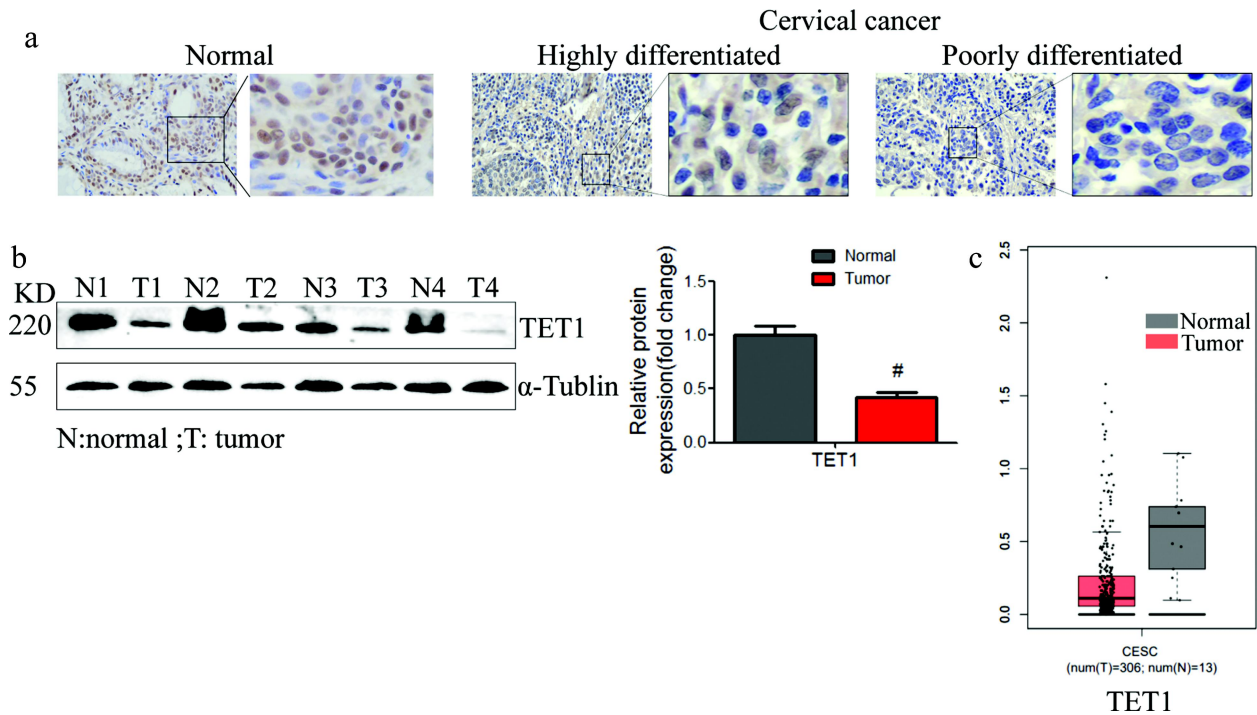 a
Cervical cancer
Normal
Highly differentiated
Poorly differentiated
b
KD
N1 T1 N2 T2 N3 T3 N4 T4
220
TET1
55
α-Tublin
N:normal ;T: tumor
Relative protein
expression(fold change)
Normal
Tumor
1.5
1.0
0.5
0.0
#
TET1
c
2.5
2.0
1.5
1.0
0.5
0.0
Normal
Tumor
CESC
(num(T)=306; num(N)=13)
TET1